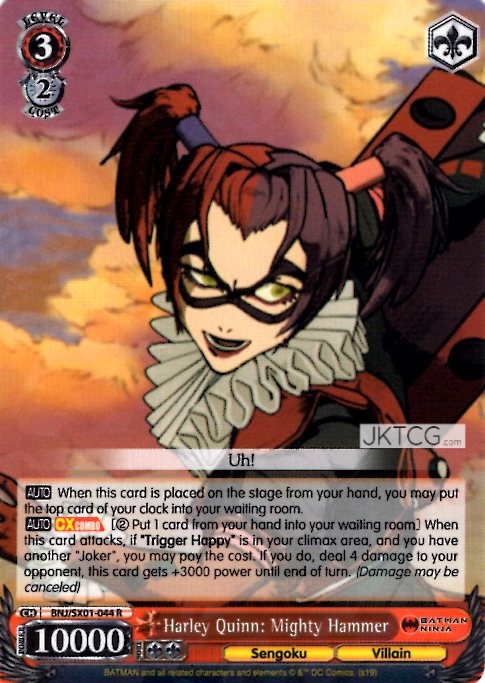 LEVEL
3
2
COST
JKTCG.com
Uh!
AUTO When this card is placed on the stage from your hand, you may put
the top card of your clock into your waiting room.
AUTO CX COMBO [② Put 1 card from your hand into your waiting room] When
this card attacks, if "Trigger Happy" is in your climax area, and you have
another "Joker", you may pay the cost. If you do, deal 4 damage to your
opponent, this card gets +3000 power until end of turn. (Damage may be
canceled)
CH BNJ/SX01-044 R
POWER 10000 SOUL Harley Quinn: Mighty Hammer BATMAN NINJA
Sengoku Villain
BATMAN and all related characters and elements © & ™ DC Comics. (s19)